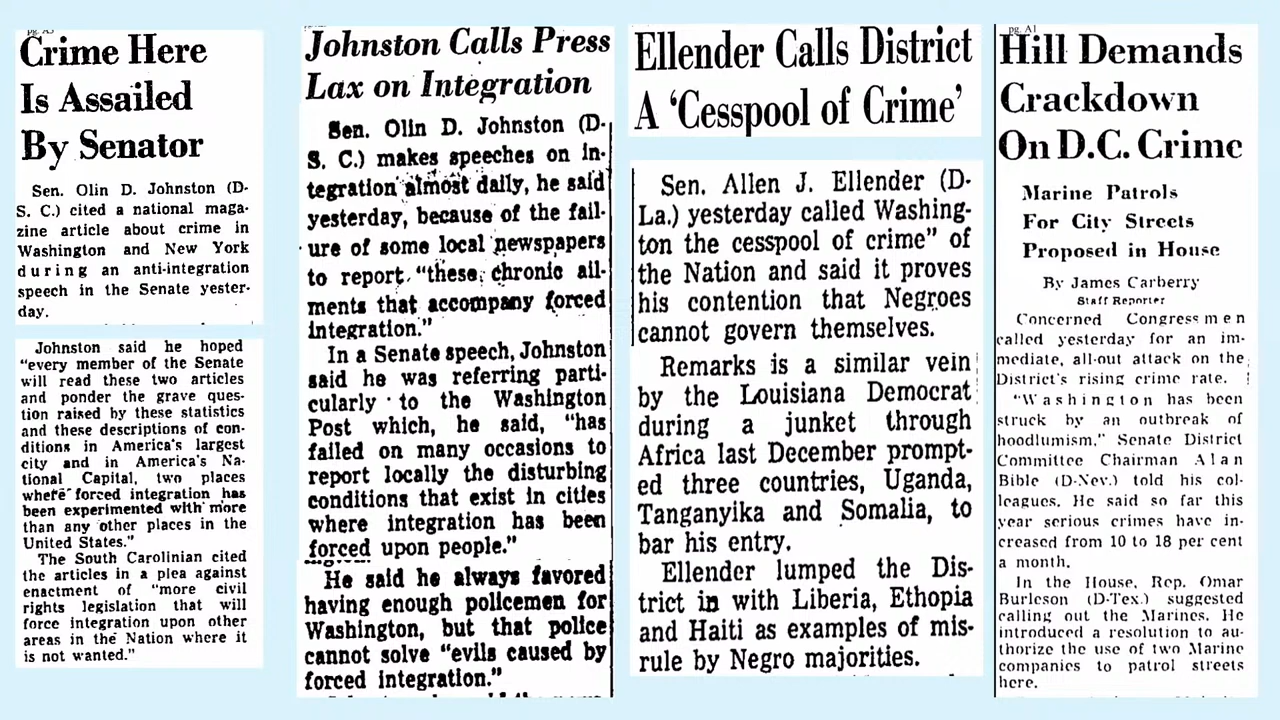 pg. A3
Crime Here
Is Assailed
By Senator
Sen. Olin D. Johnston (D-
S. C.) cited a national maga-
zine article about crime in
Washington and New York
during an anti-integration
speech in the Senate yester-
day.
Johnston said he hoped
"every member of the Senate
will read these two articles
and ponder the grave ques-
tion raised by these statistics
and these descriptions of con-
ditions in America's largest
city and in America's Na-
tional Capital, two places
where forced integration has
been experimented with more
than any other places in the
United States."
The South Carolinian cited
the articles in a plea against
enactment of "more civil
rights legislation that will
force integration upon other
areas in the Nation where it
is not wanted."
Johnston Calls Press
Lax on Integration
Sen. Olin D. Johnston (D-
S. C.) makes speeches on in-
tegration almost daily, he said
yesterday, because of the fail-
ure of some local newspapers
to report "these chronic ail-
ments that accompany forced
integration."
In a Senate speech, Johnston
said he was referring parti-
cularly to the Washington
Post which, he said, "has
failed on many occasions to
report locally the disturbing
conditions that exist in cities
where integration has been
forced upon people."
He said he always favored
having enough policemen for
Washington, but that police
cannot solve "evils caused by
forced integration."
Ellender Calls District
A 'Cesspool of Crime'
Sen. Allen J. Ellender (D-
La.) yesterday called Washing-
ton the cesspool of crime" of
the Nation and said it proves
his contention that Negroes
cannot govern themselves.
Remarks is a similar vein
by the Louisiana Democrat
during a junket through
Africa last December prompt-
ed three countries, Uganda,
Tanganyika and Somalia, to
bar his entry.
Ellender lumped the Dis-
trict in with Liberia, Ethopia
and Haiti as examples of mis-
rule by Negro majorities.
pg. A1
Hill Demands
Crackdown
On D.C. Crime
Marine Patrols
For City Streets
Proposed in House
By James Carberry
Staff Reporter
Concerned Congressmen
called yesterday for an im-
mediate, all-out attack on the
District's rising crime rate.
"Washington has been
struck by an outbreak of
hoodlumism," Senate District
Committee Chairman Alan
Bible (D-Nev.) told his col-
leagues. He said so far this
year serious crimes have in-
creased from 10 to 18 per cent
a month.
In the House, Rep. Omar
Burleson (D-Tex.) suggested
calling out the Marines. He
introduced a resolution to au-
thorize the use of two Marine
companies to patrol streets
here.